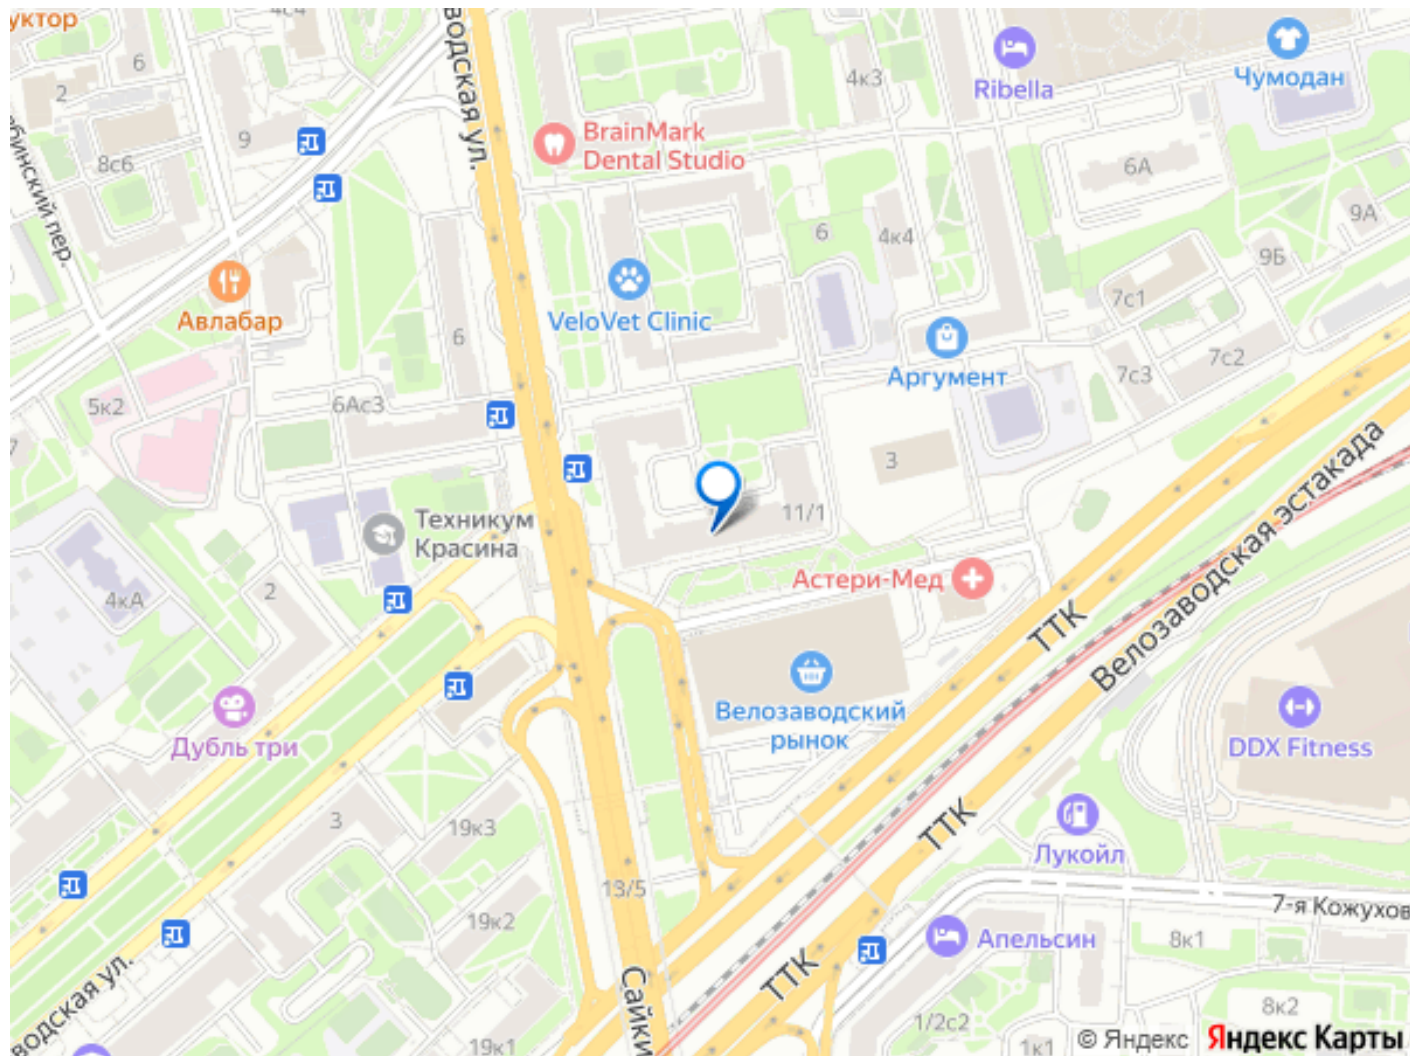 уктор
4с4
6
2
9
8с6
бинский пер.
водская ул.
BrainMark
Dental Studio
4к3
Ribella
Чумодан
6А
9А
9Б
6
4к4
7с1
7с2
7с3
Авлабар
VeloVet Clinic
Аргумент
6
5к2
6Ас3
7
3
11/1
Техникум
Красина
Астери-Мед
2
4кА
ТТК
Велозаводская эстакада
Велозаводский
рынок
Дубль три
DDX Fitness
3
19к3
ТТК
Лукойл
13/5
19к2
7-я Кожухов
Апельсин
8к1
ТТК
Сайки
водская ул.
8к2
1/2с2
19к1
1к1
© Яндекс
Яндекс Карты